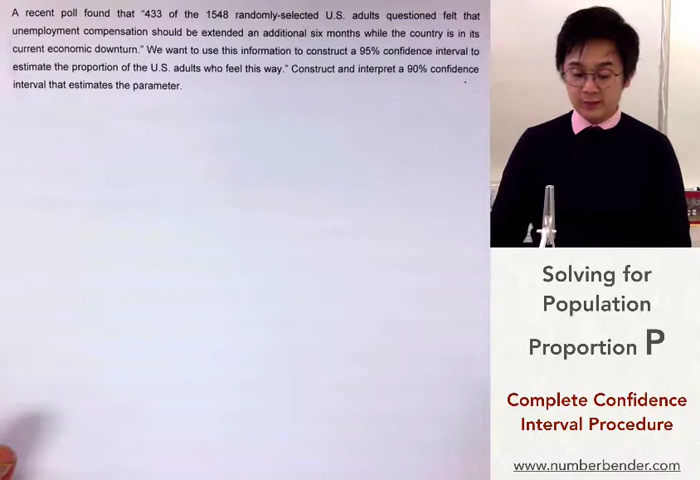 A recent poll found that "433 of the 1548 randomly-selected U.S. adults questioned felt that
unemployment compensation should be extended an additional six months while the country is in its
current economic downturn." We want to use this information to construct a 95% confidence interval to
estimate the proportion of the U.S. adults who feel this way." Construct and interpret a 90% confidence
interval that estimates the parameter.
Solving for
Population
Proportion P
Complete Confidence
Interval Procedure
www.numberbender.com